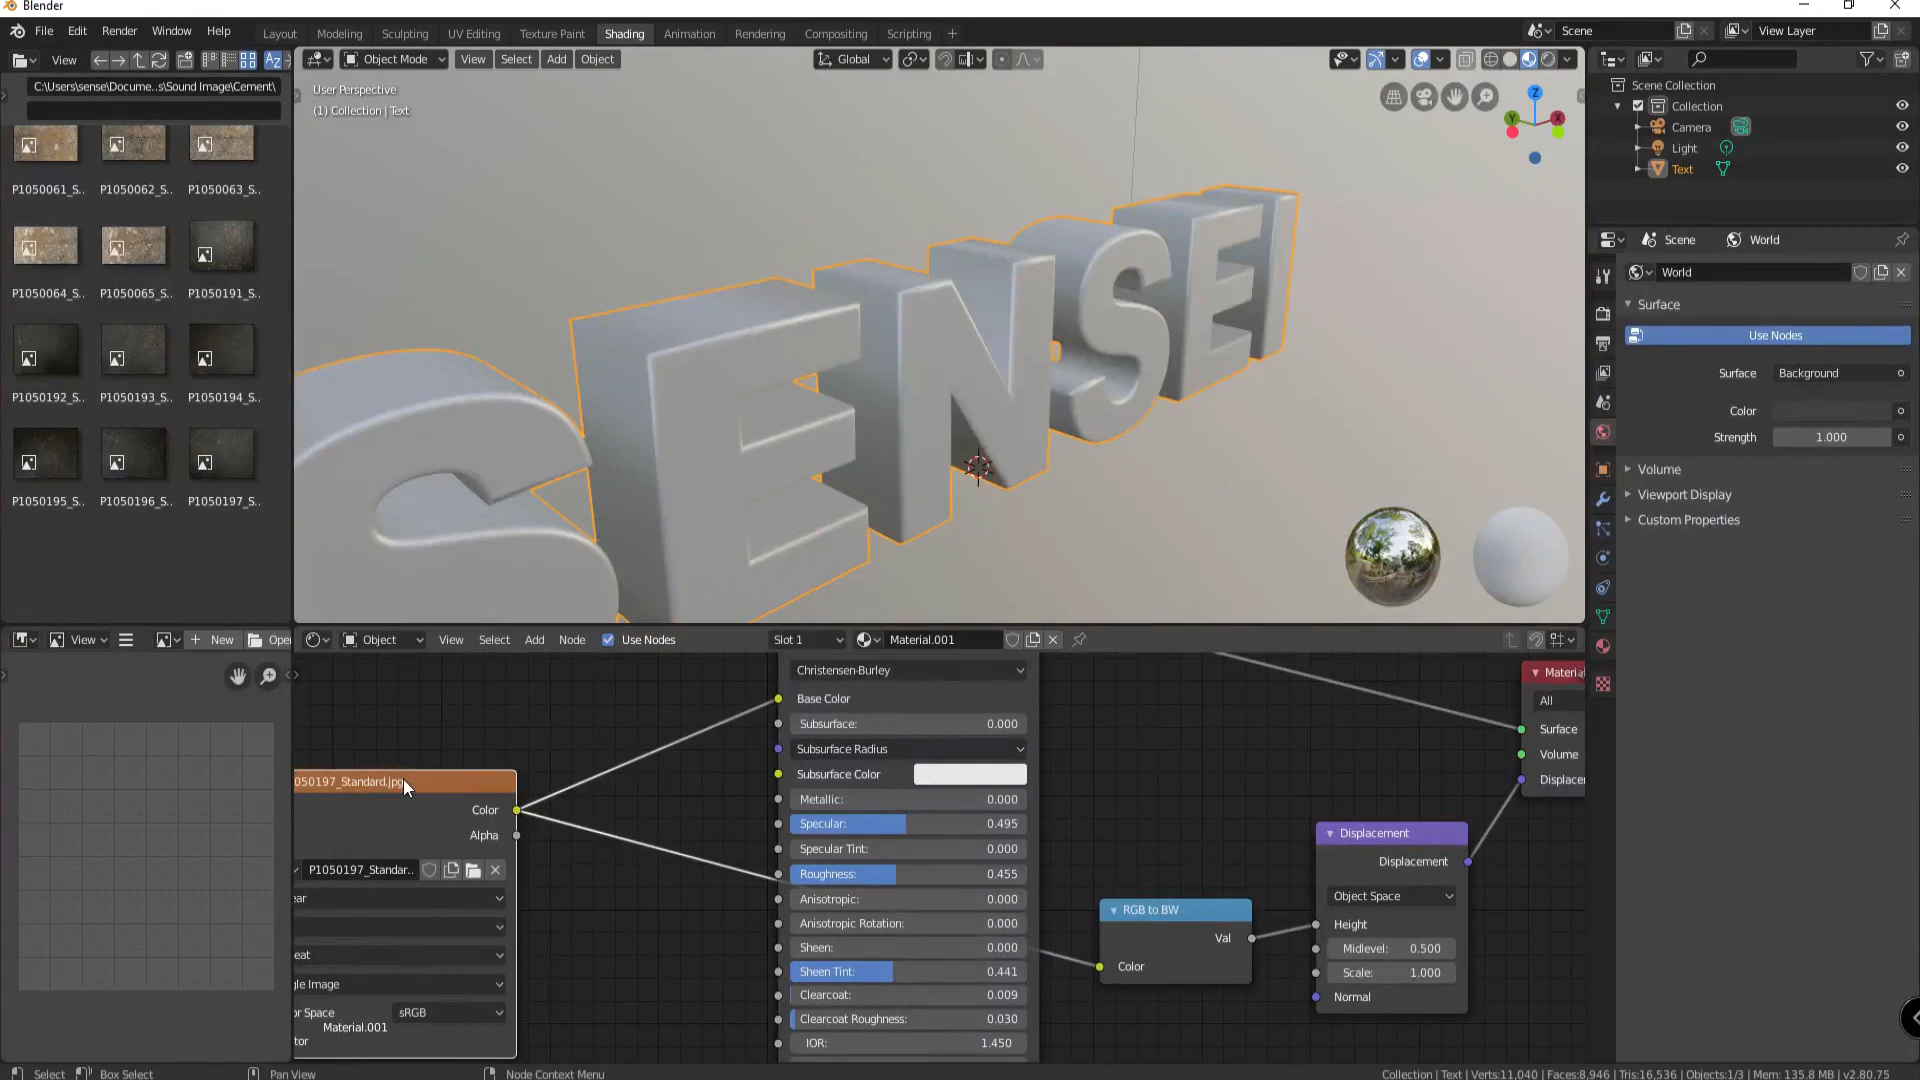 Blender
File Edit Render Window Help
Layout Modeling Sculpting UV Editing Texture Paint Shading Animation Rendering Compositing Scripting +
Scene
View Layer
View
Object Mode View Select Add Object
Global
C:\Users\sense\Docume..s\Sound Image\Cement\
User Perspective
(1) Collection | Text
P1050061_S.. P1050062_S.. P1050063_S..
P1050064_S.. P1050065_S.. P1050191_S..
P1050192_S.. P1050193_S.. P1050194_S..
P1050195_S.. P1050196_S.. P1050197_S..
Z
Y
X
SENSEI
Scene Collection
Collection
Camera
Light
Text
Scene World
World
Surface
Use Nodes
Surface Background
Color
Strength 1.000
Volume
Viewport Display
Custom Properties
View
+ New
Open
Object View Select Add Node Use Nodes
Slot 1
Material.001
050197_Standard.jpg
Color
Alpha
P1050197_Standar..
ear
eat
gle Image
or Space sRGB
Material.001
tor
Christensen-Burley
Base Color
Subsurface: 0.000
Subsurface Radius
Subsurface Color
Metallic: 0.000
Specular: 0.495
Specular Tint: 0.000
Roughness: 0.455
Anisotropic: 0.000
Anisotropic Rotation: 0.000
Sheen: 0.000
Sheen Tint: 0.441
Clearcoat: 0.009
Clearcoat Roughness: 0.030
IOR: 1.450
RGB to BW
Val
Color
Displacement
Displacement
Object Space
Height
Midlevel: 0.500
Scale: 1.000
Normal
Materia
All
Surface
Volume
Displacer
Select Box Select Pan View Node Context Menu
Collection | Text | Verts:11,040 | Faces:8,946 | Tris:16,536 | Objects:1/3 | Mem: 135.8 MB | v2.80.75